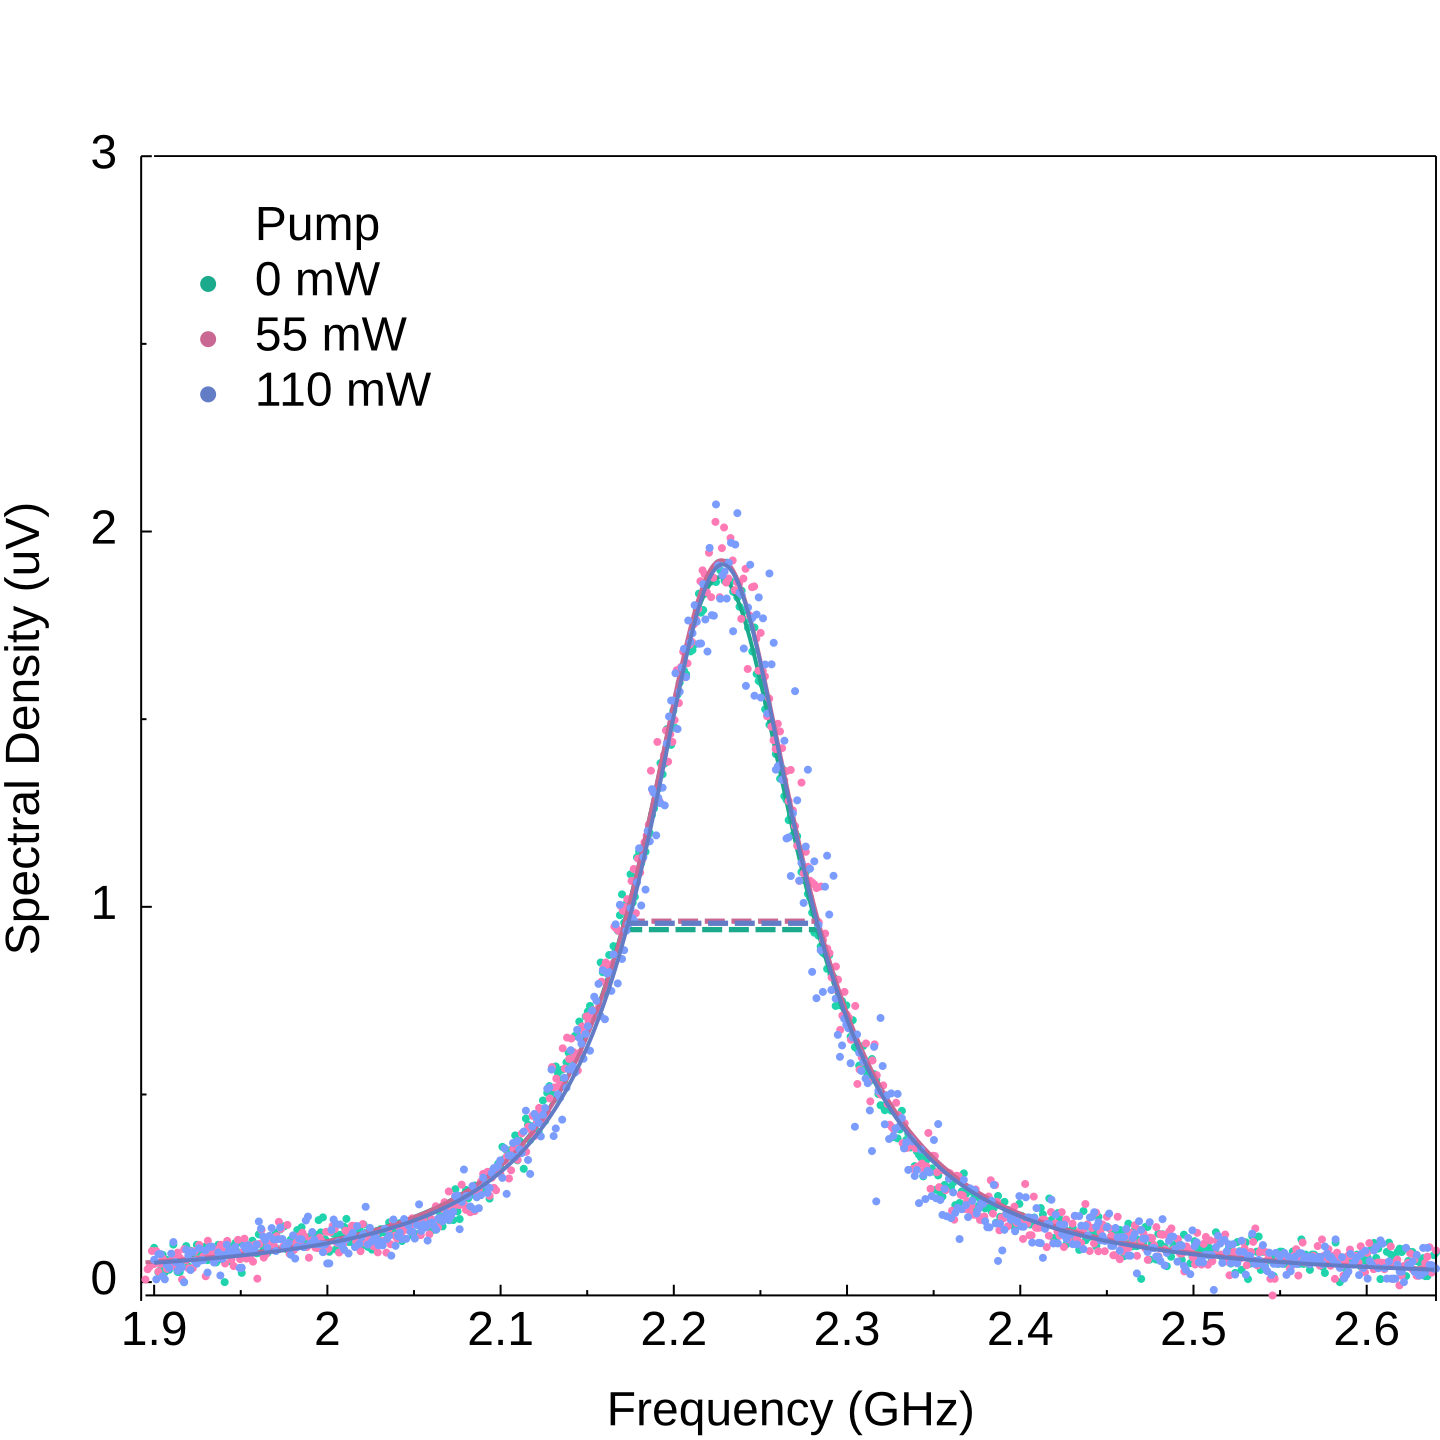 3
Pump
0 mW
55 mW
110 mW
2
1
0
Spectral Density (uV)
1.9 2 2.1 2.2 2.3 2.4 2.5 2.6
Frequency (GHz)